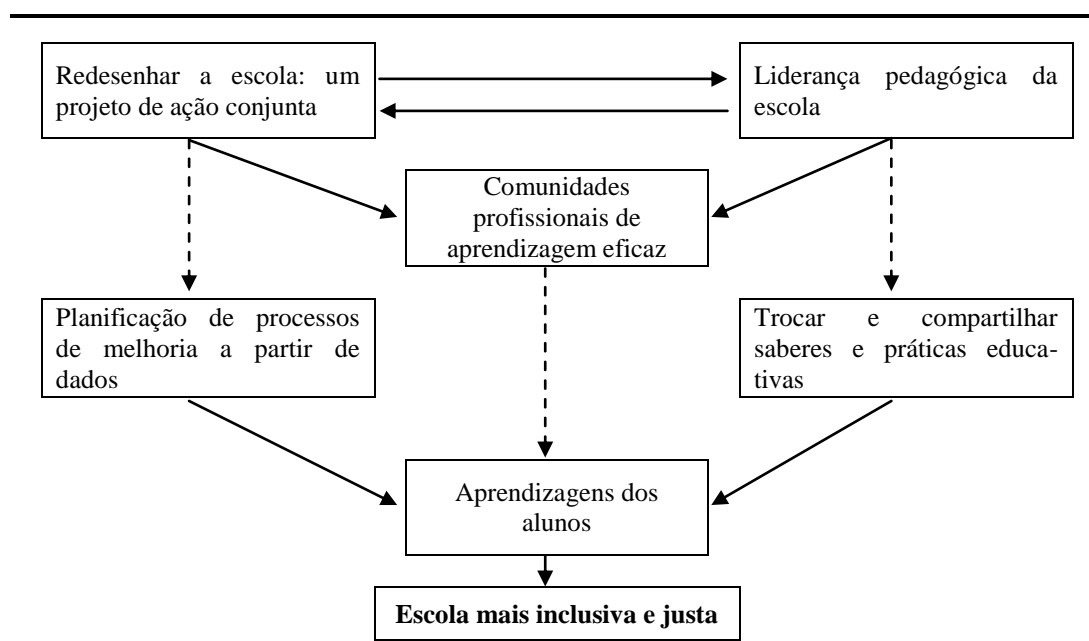 Redesenhar a escola: um
projeto de ação conjunta
Liderança pedagógica da
escola
Comunidades
profissionais de
aprendizagem eficaz
Planificação de processos
de melhoria a partir de
dados
Trocar e compartilhar
saberes e práticas educa-
tivas
Aprendizagens dos
alunos
Escola mais inclusiva e justa